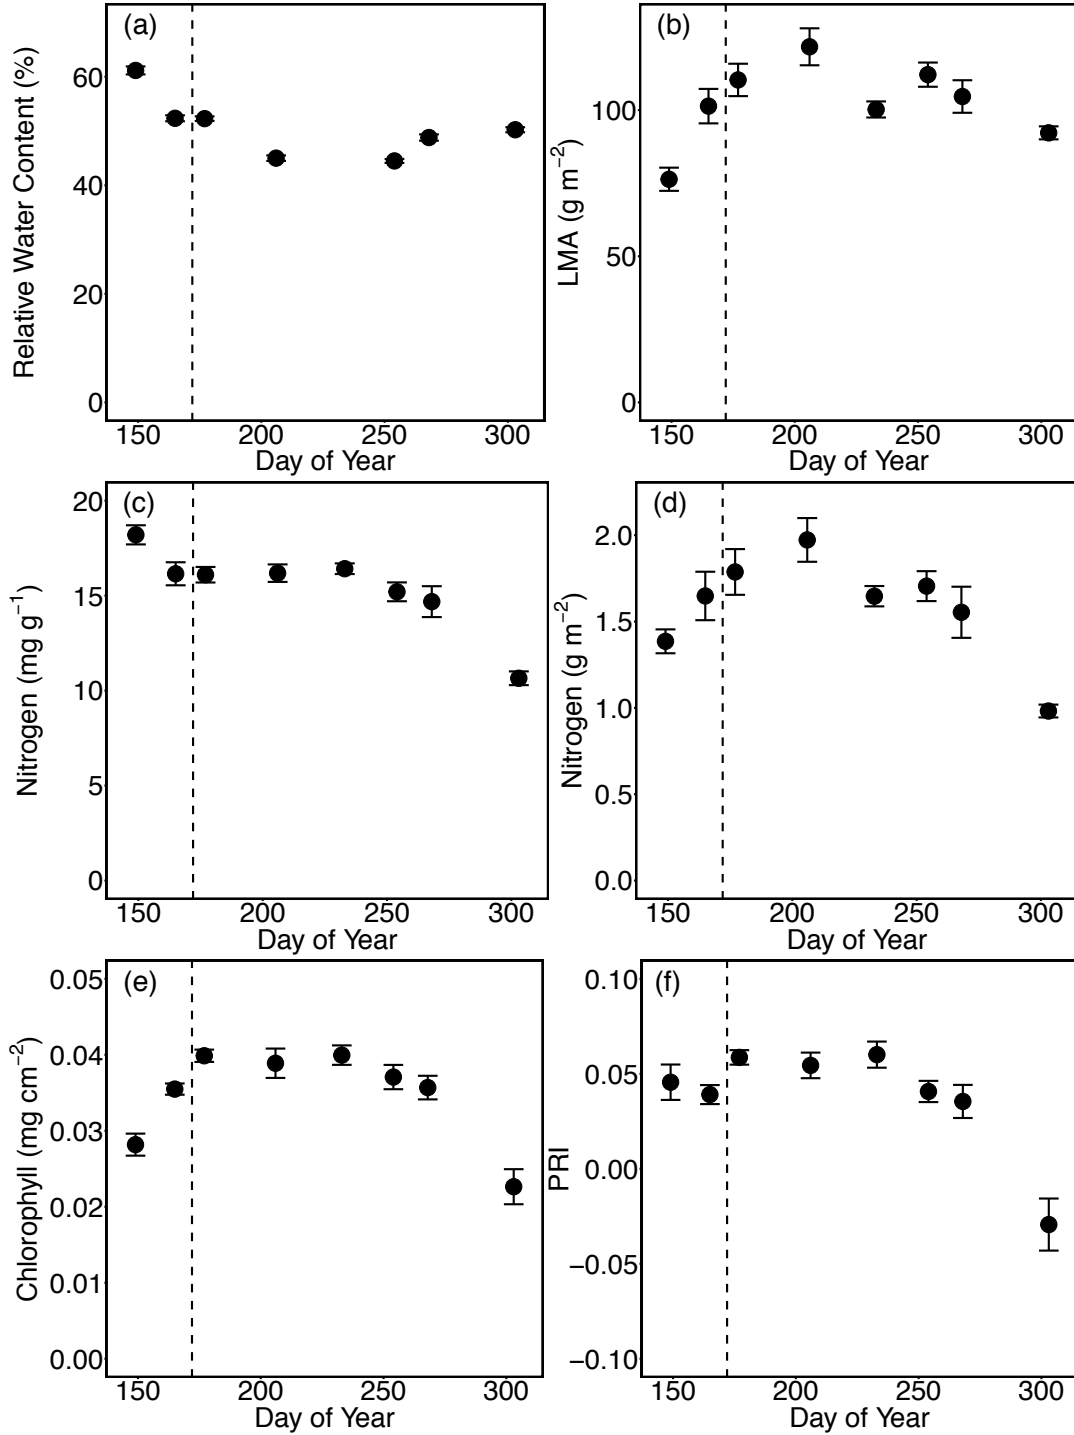 (a)
Relative Water Content (%)
60
40
20
0
150 200 250 300
Day of Year
(b)
LMA (g m−2)
100
50
0
150 200 250 300
Day of Year
(c)
Nitrogen (mg g−1)
20
15
10
5
0
150 200 250 300
Day of Year
(d)
Nitrogen (g m−2)
2.0
1.5
1.0
0.5
0.0
150 200 250 300
Day of Year
(e)
Chlorophyll (mg cm−2)
0.05
0.04
0.03
0.02
0.01
0.00
150 200 250 300
Day of Year
(f)
PRI
0.10
0.05
0.00
−0.05
−0.10
150 200 250 300
Day of Year